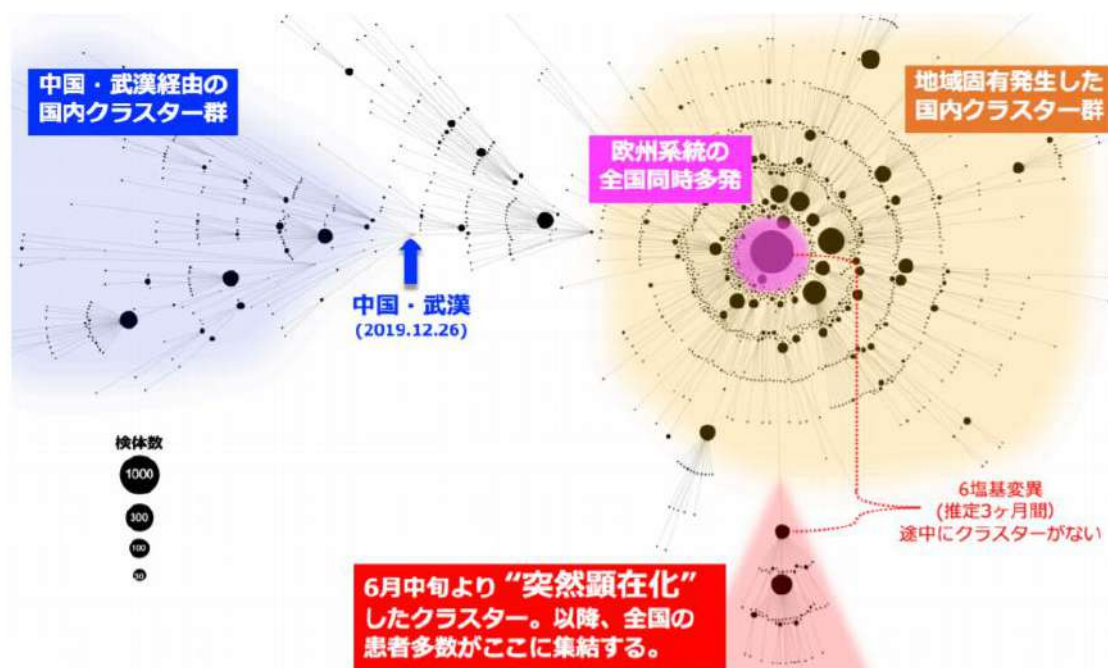 中国・武漢経由の
国内クラスター群
地域固有発生した
国内クラスター群
欧州系統の
全国同時多発
中国・武漢
(2019.12.26)
検体数
1000
300
100
30
6塩基変異
(推定3ヶ月間)
途中にクラスターがない
6月中旬より“突然顕在化”
したクラスター。以降、全国の
患者多数がここに集結する。